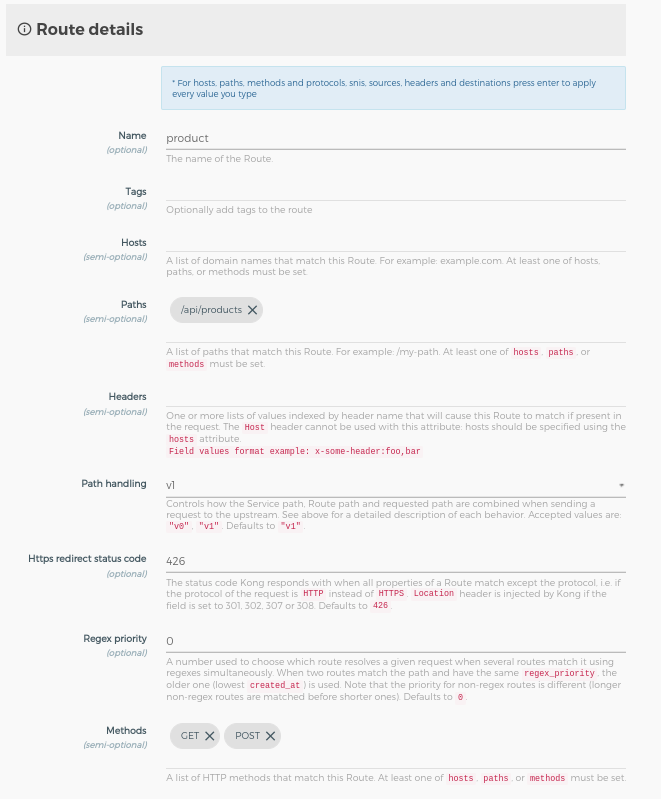 Route details
* For hosts, paths, methods and protocols, snis, sources, headers and destinations press enter to apply
every value you type
Name
(optional)
product
The name of the Route.
Tags
(optional)
Optionally add tags to the route
Hosts
(semi-optional)
A list of domain names that match this Route. For example: example.com. At least one of hosts,
paths, or methods must be set.
Paths
(semi-optional)
/api/products
A list of paths that match this Route. For example: /my-path. At least one of hosts, paths, or
methods must be set.
Headers
(semi-optional)
One or more lists of values indexed by header name that will cause this Route to match if present in
the request. The Host header cannot be used with this attribute: hosts should be specified using the
hosts attribute.
Field values format example: x-some-header:foo,bar
Path handling
v1
Controls how the Service path, Route path and requested path are combined when sending a
request to the upstream. See above for a detailed description of each behavior. Accepted values are:
"v0", "v1". Defaults to "v1".
Https redirect status code
(optional)
426
The status code Kong responds with when all properties of a Route match except the protocol, i.e. if
the protocol of the request is HTTP instead of HTTPS. Location header is injected by Kong if the
field is set to 301, 302, 307 or 308. Defaults to 426.
Regex priority
(optional)
0
A number used to choose which route resolves a given request when several routes match it using
regexes simultaneously. When two routes match the path and have the same regex_priority, the
older one (lowest created_at) is used. Note that the priority for non-regex routes is different (longer
non-regex routes are matched before shorter ones). Defaults to 0.
Methods
(semi-optional)
GET POST
A list of HTTP methods that match this Route. At least one of hosts, paths, or methods must be set.